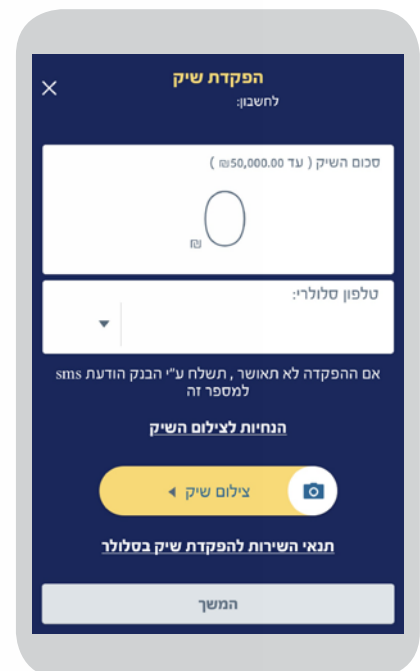 הפקדת שיק
לחשבון:
סכום השיק ( עד 50,000.00₪ )
0 ₪
טלפון סלולרי:
אם ההפקדה לא תאושר , תשלח ע"י הבנק הודעת sms
למספר זה
הנחיות לצילום השיק
צילום שיק
תנאי השירות להפקדת שיק בסלולר
המשך